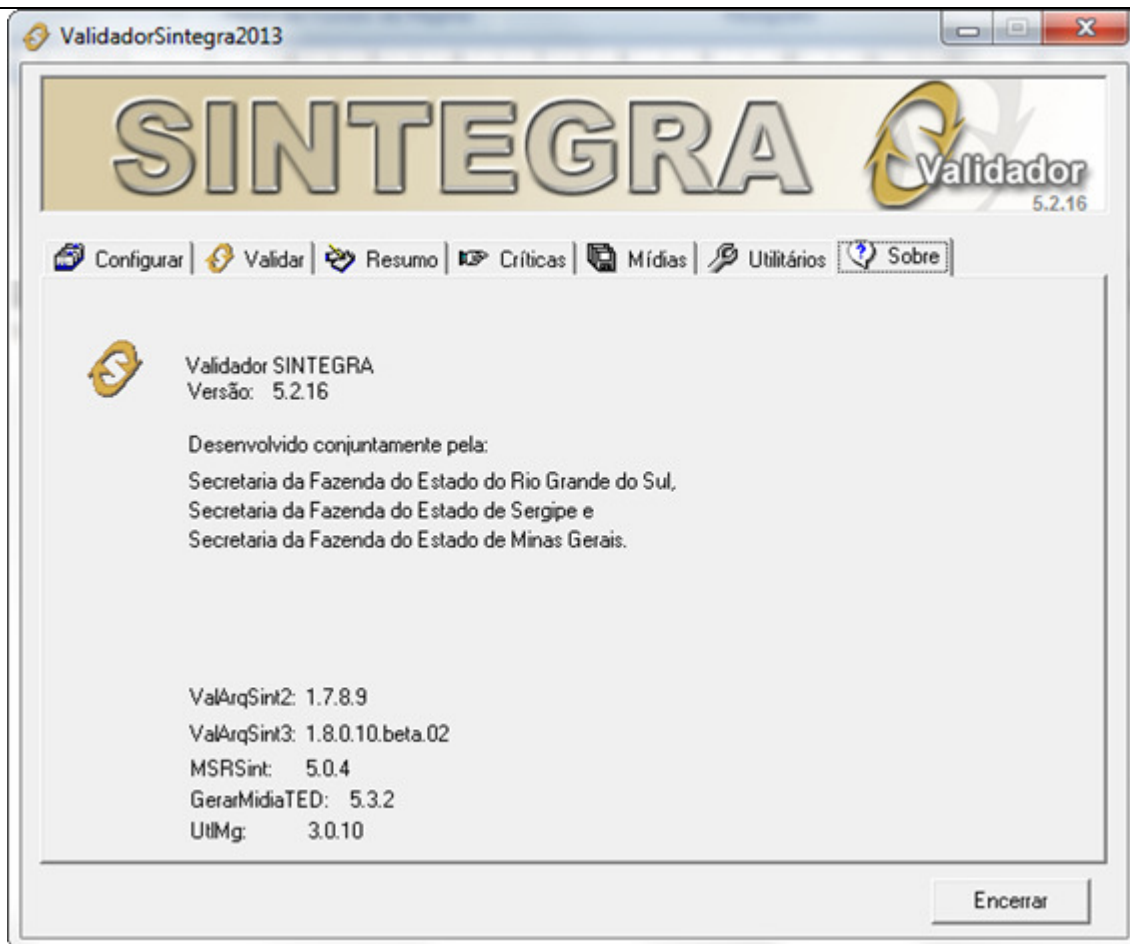 ValidadorSintegra2013
SINTEGRA
Validador
5.2.16
Configurar Validar Resumo Críticas Mídias Utilitários Sobre
Validador SINTEGRA
Versão: 5.2.16
Desenvolvido conjuntamente pela:
Secretaria da Fazenda do Estado do Rio Grande do Sul,
Secretaria da Fazenda do Estado de Sergipe e
Secretaria da Fazenda do Estado de Minas Gerais.
ValArqSint2: 1.7.8.9
ValArqSint3: 1.8.0.10.beta.02
MSRSint: 5.0.4
GerarMidiaTED: 5.3.2
UtlMg: 3.0.10
Encerrar